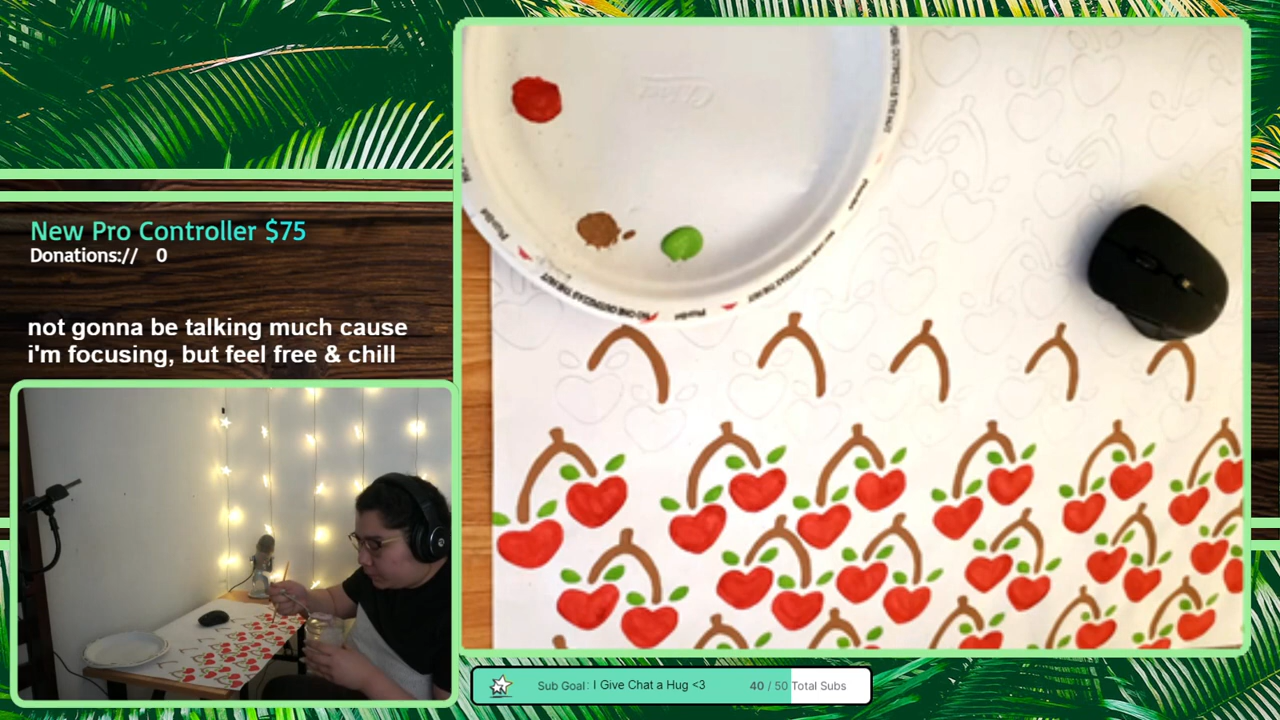 New Pro Controller $75
Donations:// 0
not gonna be talking much cause
i'm focusing, but feel free & chill
Sub Goal: I Give Chat a Hug <3 40 / 50 Total Subs